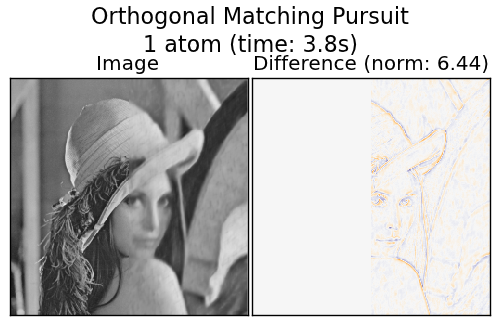 Orthogonal Matching Pursuit
1 atom (time: 3.8s)
Image
Difference (norm: 6.44)